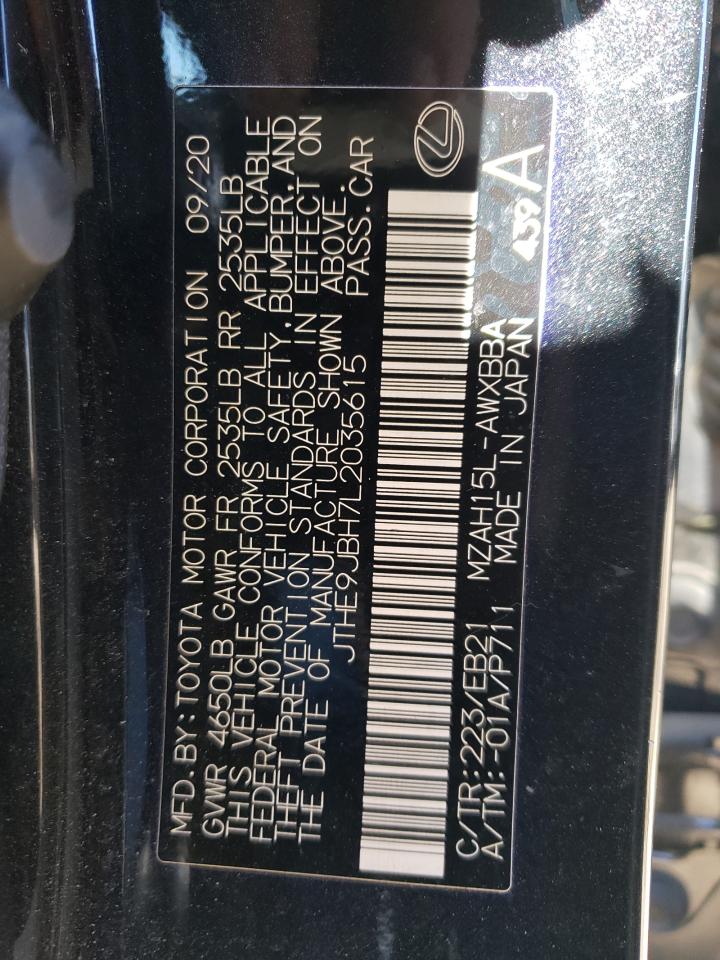 MFD.BY:TOYOTA MOTOR CORPORATION 09/20
GVWR 4650LB GAWR FR 2535LB RR 2535LB
THIS VEHICLE CONFORMS TO ALL APPLICABLE
FEDERAL MOTOR VEHICLE SAFETY,BUMPER,AND
THEFT PREVENTION STANDARDS IN EFFECT ON
THE DATE OF MANUFACTURE SHOWN ABOVE.
JTHE9JBH7L2035615 PASS.CAR
C/TR:223/EB21 MZAH15L-AWXBBA
A/TM:-01A/P711 MADE IN JAPAN
439 A